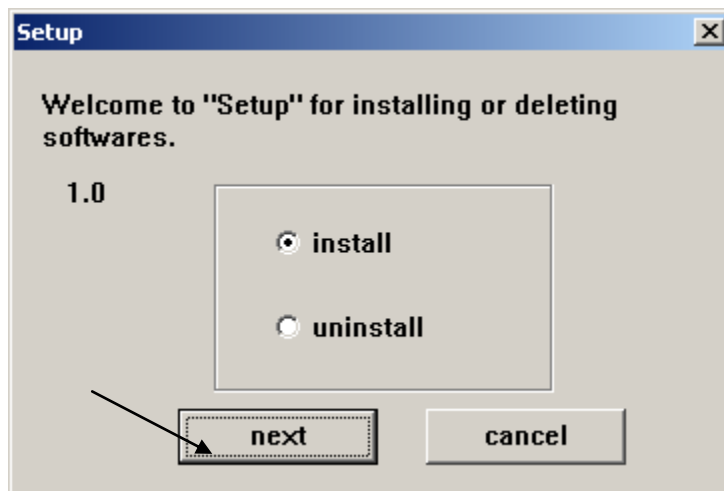 Setup
Welcome to "Setup" for installing or deleting
softwares.
1.0
install
uninstall
next
cancel